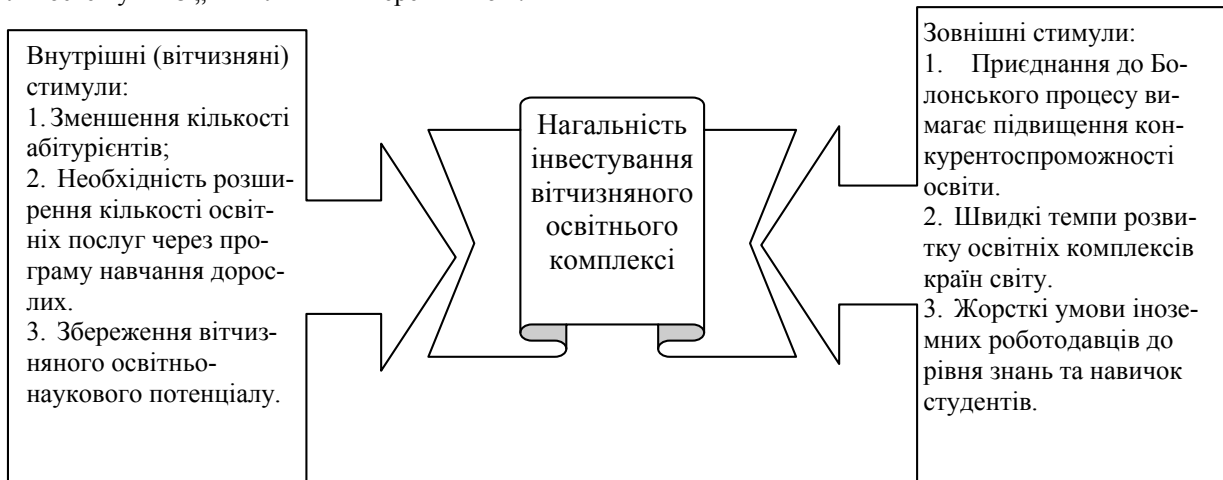 Внутрішні (вітчизняні)
стимули:
1. Зменшення кількості
абітурієнтів;
2. Необхідність розши-
рення кількості освіт-
ніх послуг через про-
граму навчання дорос-
лих.
3. Збереження вітчиз-
няного освітньо-
наукового потенціалу.
Нагальність
інвестування
вітчизняного
освітнього
комплексі
Зовнішні стимули:
1. Приєднання до Бо-
лонського процесу ви-
магає підвищення кон-
курентоспроможності
освіти.
2. Швидкі темпи розви-
тку освітніх комплексів
країн світу.
3. Жорсткі умови інозе-
мних роботодавців до
рівня знань та навичок
студентів.